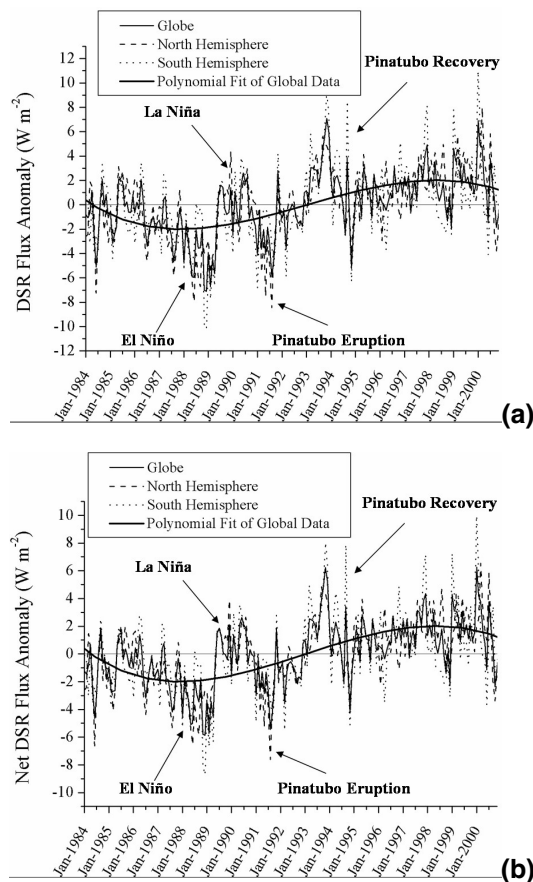 Globe
North Hemisphere
South Hemisphere
Polynomial Fit of Global Data
Pinatubo Recovery
La Niña
El Niño
Pinatubo Eruption
DSR Flux Anomaly (W m-2)
12
10
8
6
4
2
0
-2
-4
-6
-8
-10
-12
Jan-1984
Jan-1985
Jan-1986
Jan-1987
Jan-1988
Jan-1989
Jan-1990
Jan-1991
Jan-1992
Jan-1993
Jan-1994
Jan-1995
Jan-1996
Jan-1997
Jan-1998
Jan-1999
Jan-2000
(a)
Globe
North Hemisphere
South Hemisphere
Polynomial Fit of Global Data
Pinatubo Recovery
La Niña
El Niño
Pinatubo Eruption
Net DSR Flux Anomaly (W m-2)
10
8
6
4
2
0
-2
-4
-6
-8
-10
Jan-1984
Jan-1985
Jan-1986
Jan-1987
Jan-1988
Jan-1989
Jan-1990
Jan-1991
Jan-1992
Jan-1993
Jan-1994
Jan-1995
Jan-1996
Jan-1997
Jan-1998
Jan-1999
Jan-2000
(b)